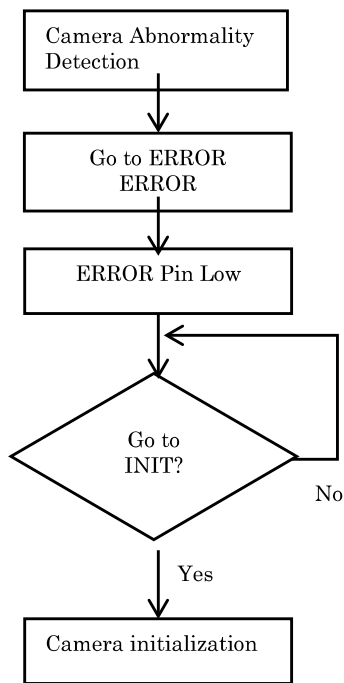 Camera Abnormality
Detection
Go to ERROR
ERROR
ERROR Pin Low
Go to
INIT?
No
Yes
Camera initialization